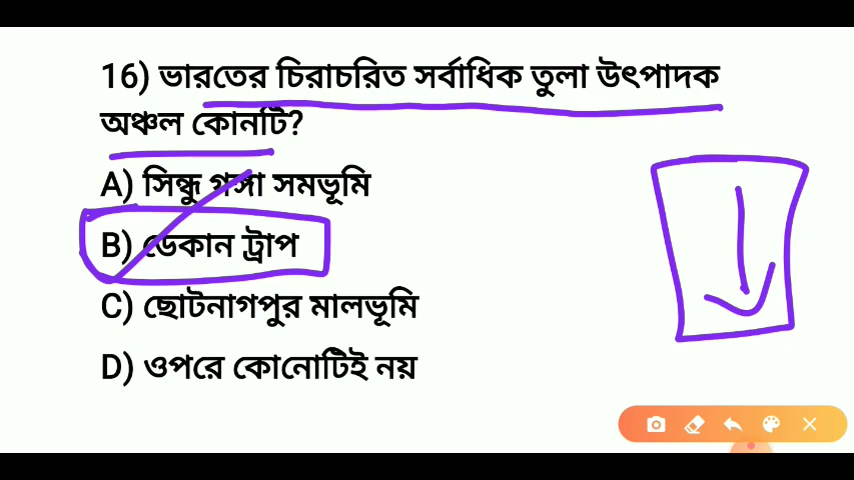 16) ভারতের চিরাচরিত সর্বাধিক তুলা উৎপাদক
অঞ্চল কোনটি?
A) সিন্ধু গঙ্গা সমভূমি
B) ডেকান ট্রাপ
C) ছোটনাগপুর মালভূমি
D) ওপরে কোনোটিই নয়